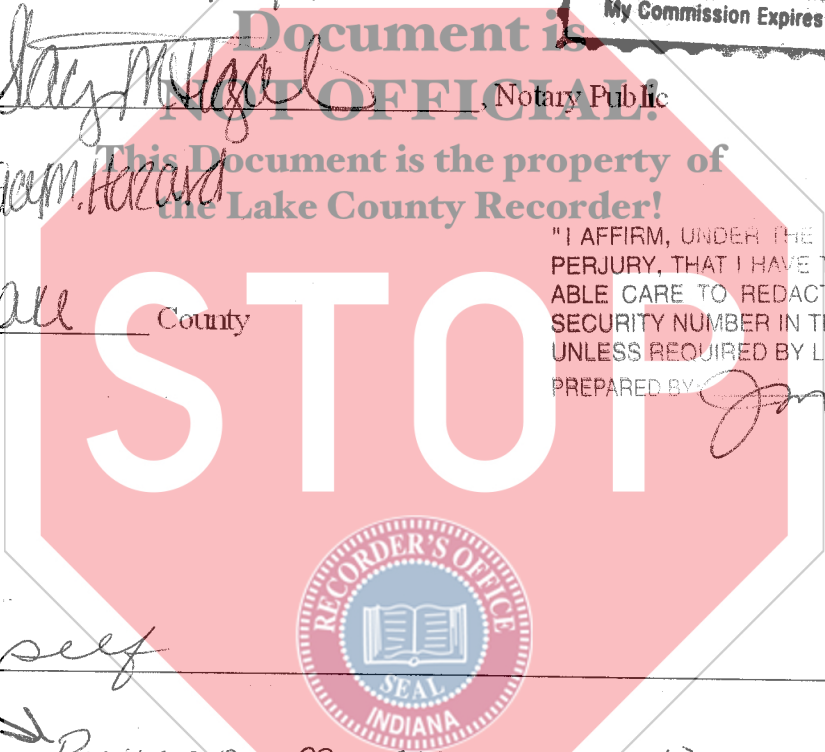 Document is
My Commission Expires
NOT OFFICIAL!
, Notary Public
This Document is the property of
M. Hazard
the Lake County Recorder!
"I AFFIRM, UNDER THE
PERJURY, THAT I HAVE T
ABLE CARE TO REDACT
County
SECURITY NUMBER IN TH
UNLESS REQUIRED BY L
PREPARED BY:
STOP
RECORDER'S OFFICE
SEAL
INDIANA
self